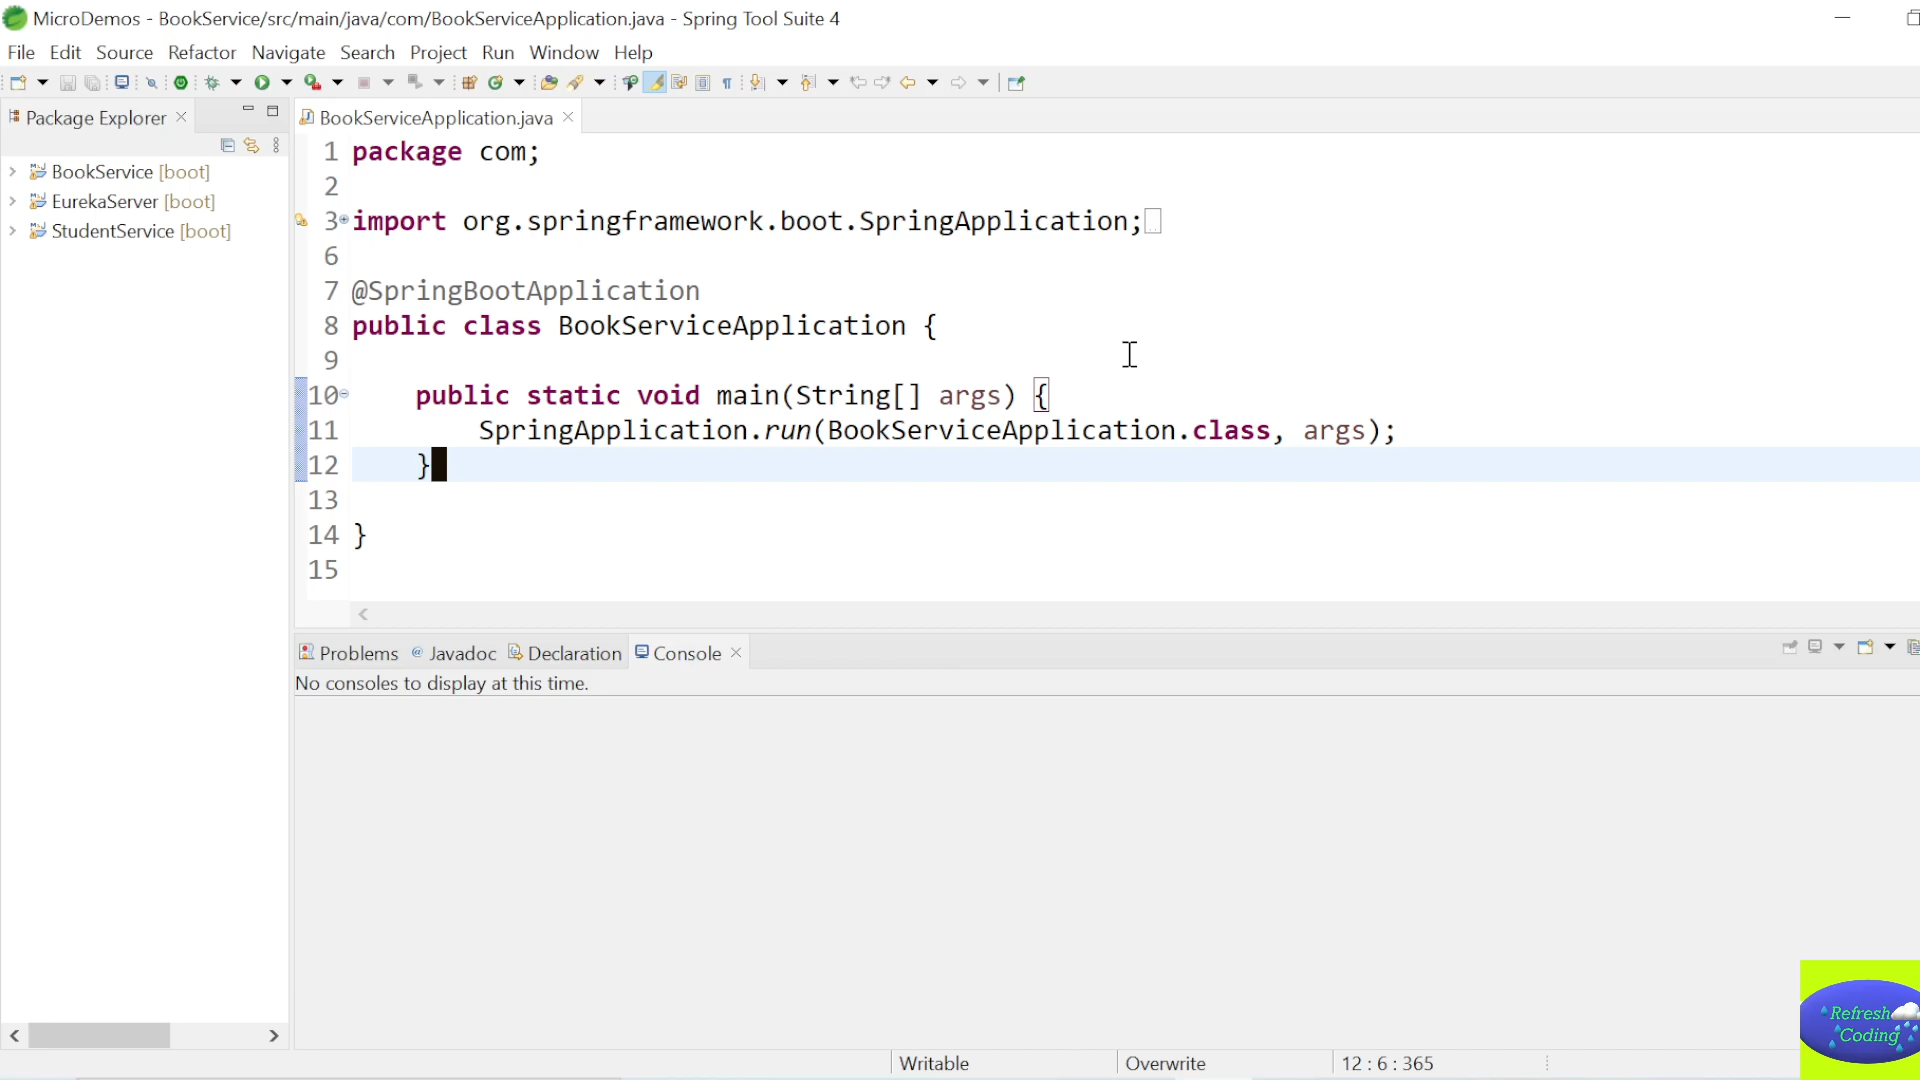 MicroDemos - BookService/src/main/java/com/BookServiceApplication.java - Spring Tool Suite 4
File Edit Source Refactor Navigate Search Project Run Window Help
Package Explorer
BookService [boot]
EurekaServer [boot]
StudentService [boot]
BookServiceApplication.java
1 package com;
2
3 import org.springframework.boot.SpringApplication;
6
7 @SpringBootApplication
8 public class BookServiceApplication {
9
10 public static void main(String[] args) {
11 SpringApplication.run(BookServiceApplication.class, args);
12 }
13
14 }
15
Problems @ Javadoc Declaration Console
No consoles to display at this time.
Writable Overwrite 12 : 6 : 365
Refresh
Coding